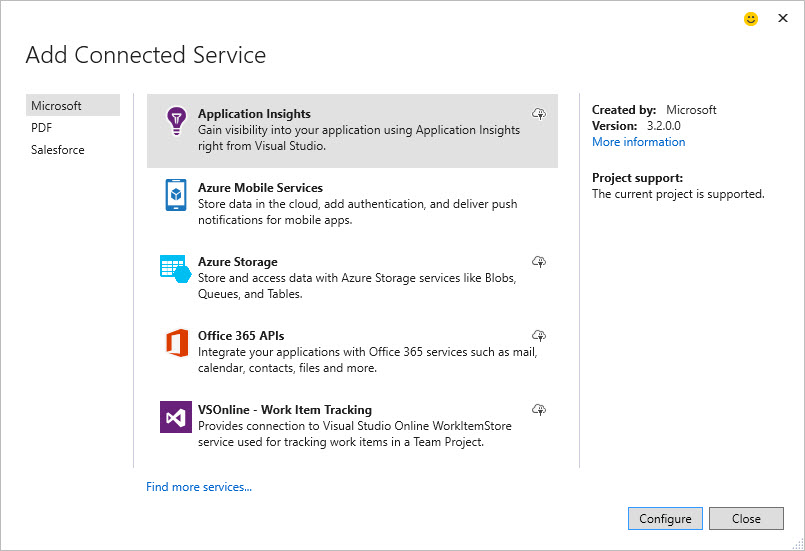 Add Connected Service
Microsoft
PDF
Salesforce
Application Insights
Gain visibility into your application using Application Insights
right from Visual Studio.
Azure Mobile Services
Store data in the cloud, add authentication, and deliver push
notifications for mobile apps.
Azure Storage
Store and access data with Azure Storage services like Blobs,
Queues, and Tables.
Office 365 APIs
Integrate your applications with Office 365 services such as mail,
calendar, contacts, files and more.
VSOnline - Work Item Tracking
Provides connection to Visual Studio Online WorkItemStore
service used for tracking work items in a Team Project.
Find more services...
Created by: Microsoft
Version: 3.2.0.0
More information
Project support:
The current project is supported.
Configure
Close